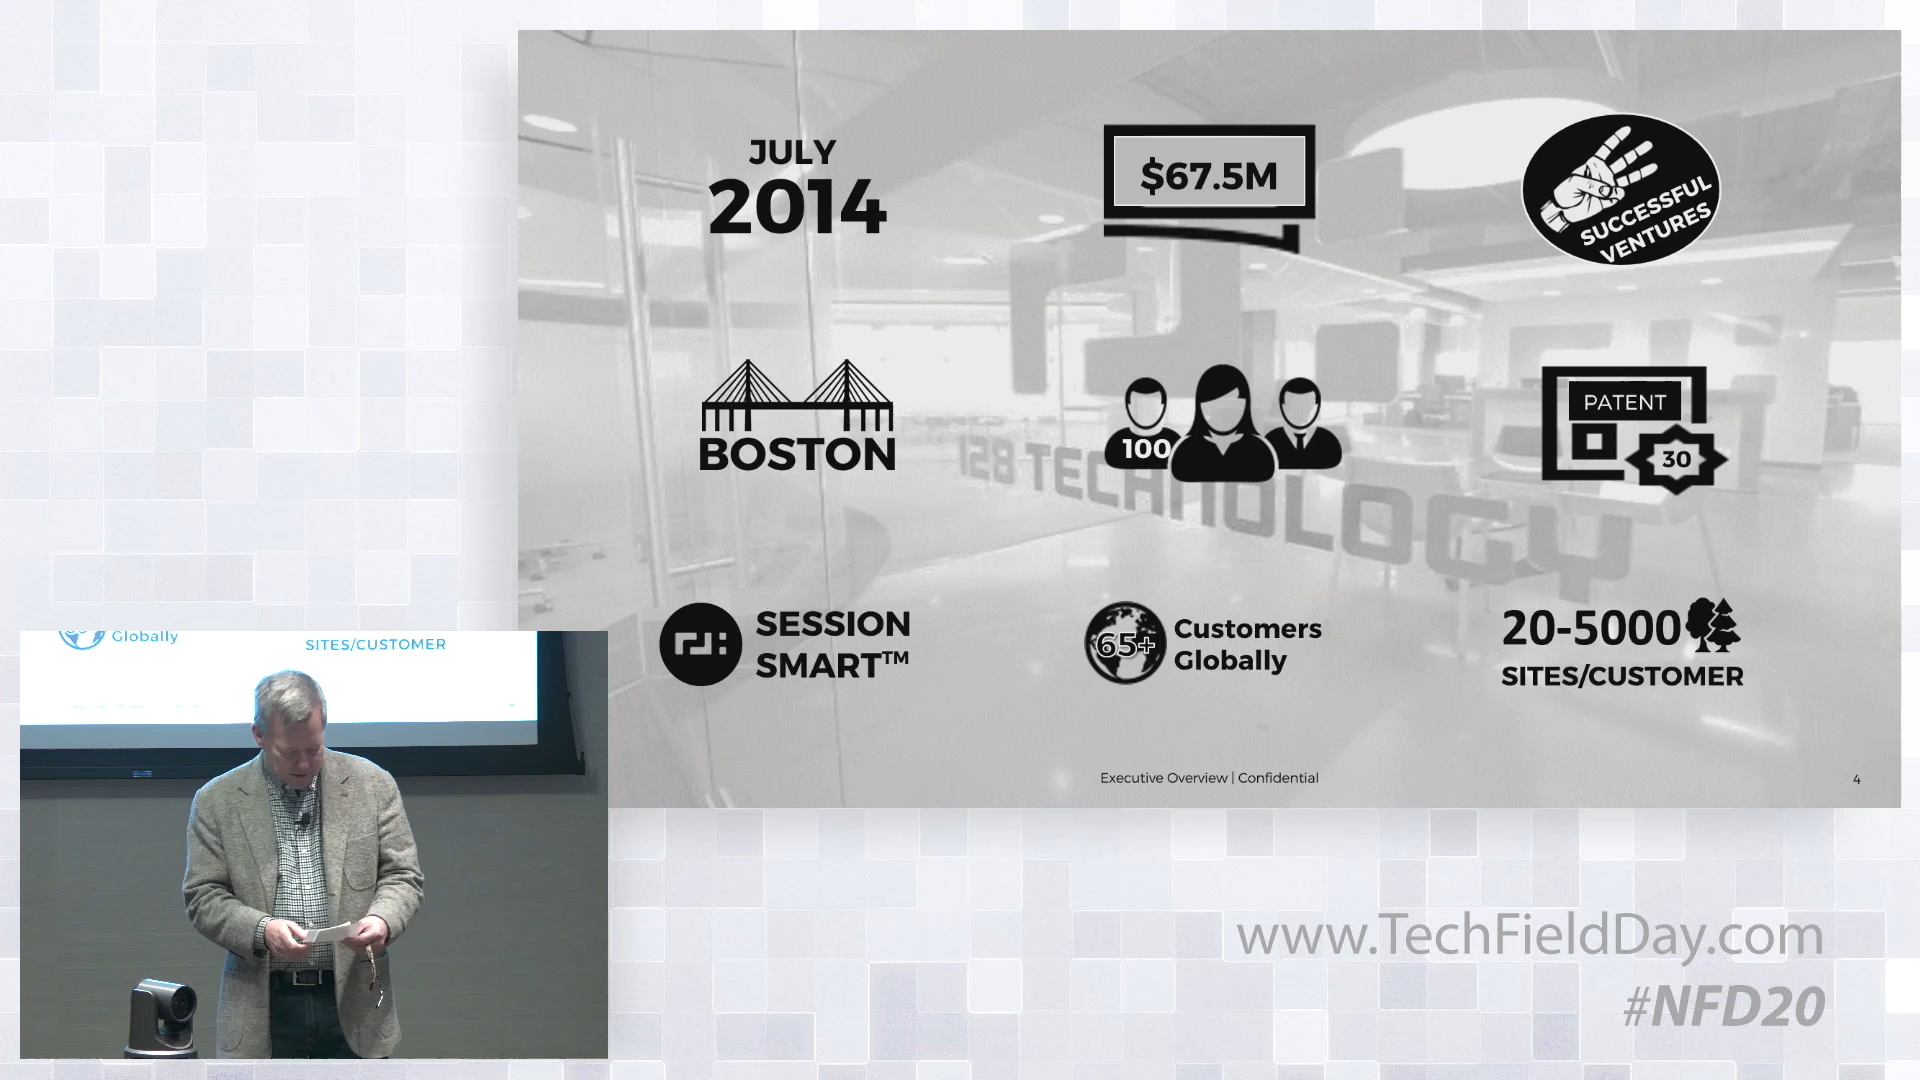 JULY
2014
$67.5M
SUCCESSFUL
VENTURES
BOSTON
100
PATENT
30
128 TECHNOLOGY
SESSION
SMART™
65+
Customers
Globally
20-5000
SITES/CUSTOMER
Executive Overview | Confidential
4
Globally
SITES/CUSTOMER
www.TechFieldDay.com
#NFD20